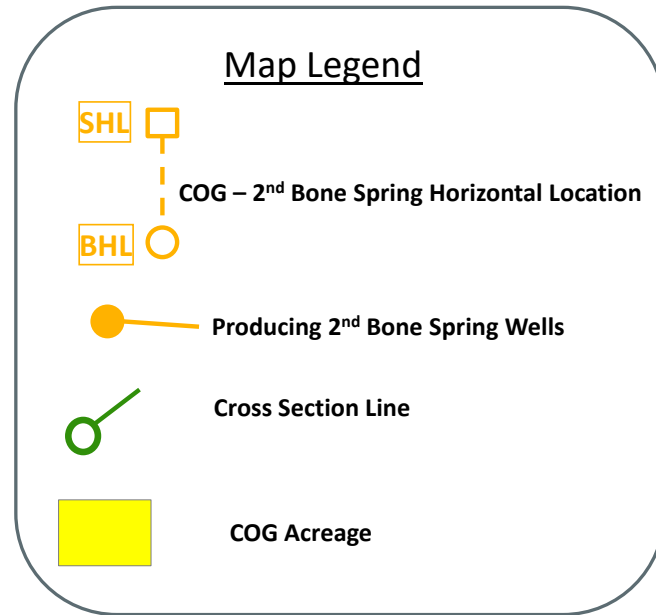 Map Legend
SHL
COG – 2nd Bone Spring Horizontal Location
BHL
Producing 2nd Bone Spring Wells
Cross Section Line
COG Acreage